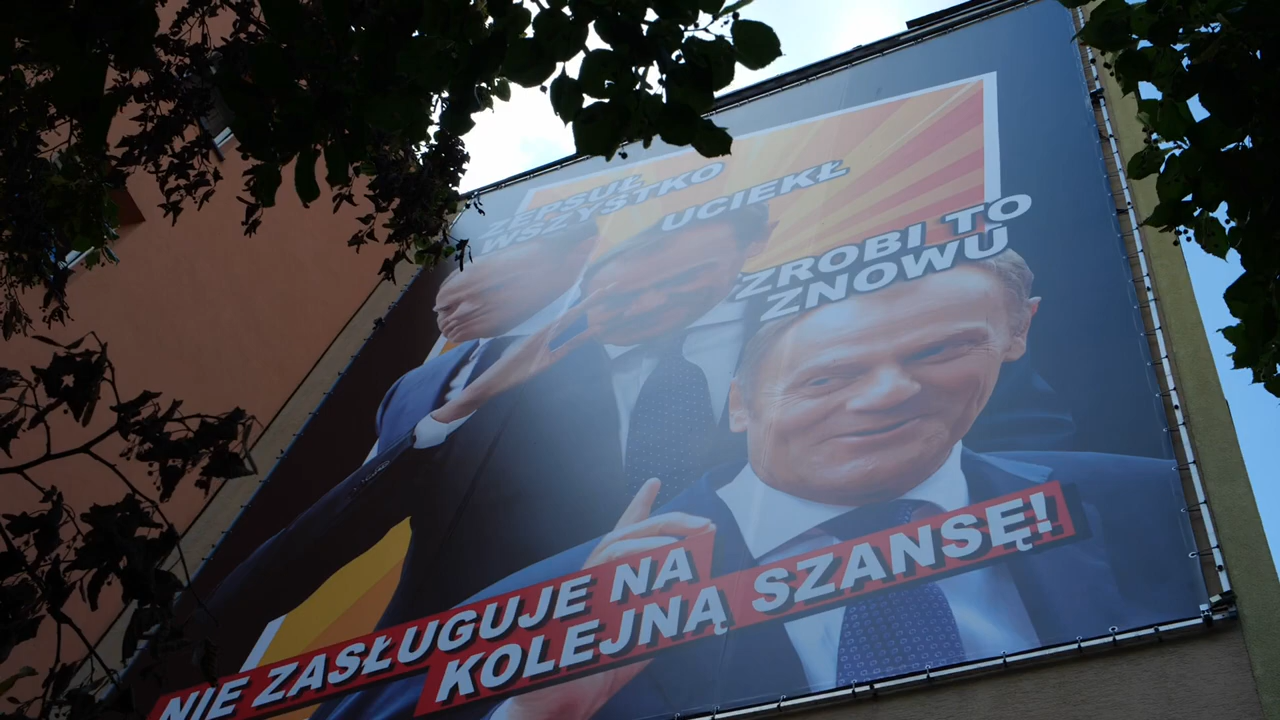 ZEPSUŁ
WSZYSTKO
UCIEKŁ
ZROBI TO
ZNOWU
NIE ZASŁUGUJE NA
KOLEJNĄ SZANSĘ!